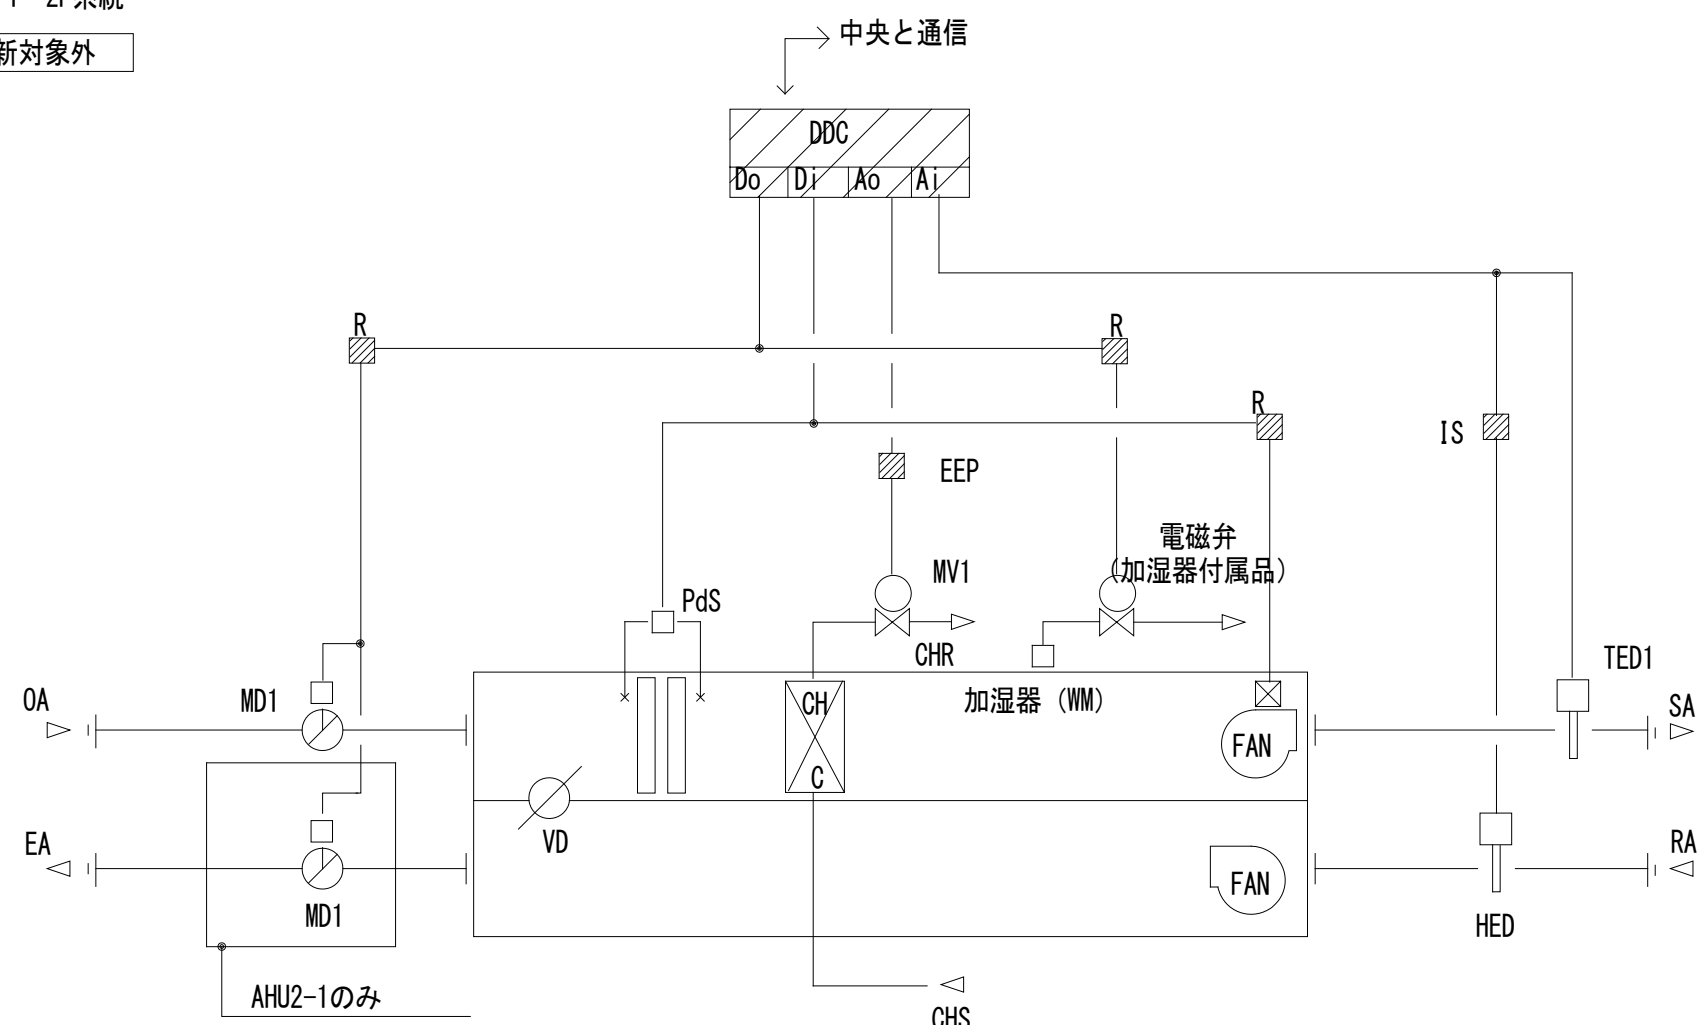 2F系統
新対象外
中央と通信
DDC
Do Di Ao Ai
R
R
R
IS
EEP
電磁弁
(加湿器付属品)
MV1
PdS
CHR
TED1
OA
MD1
CH
C
加湿器 (WM)
FAN
SA
VD
EA
MD1
FAN
RA
HED
AHU2-1のみ
CHS